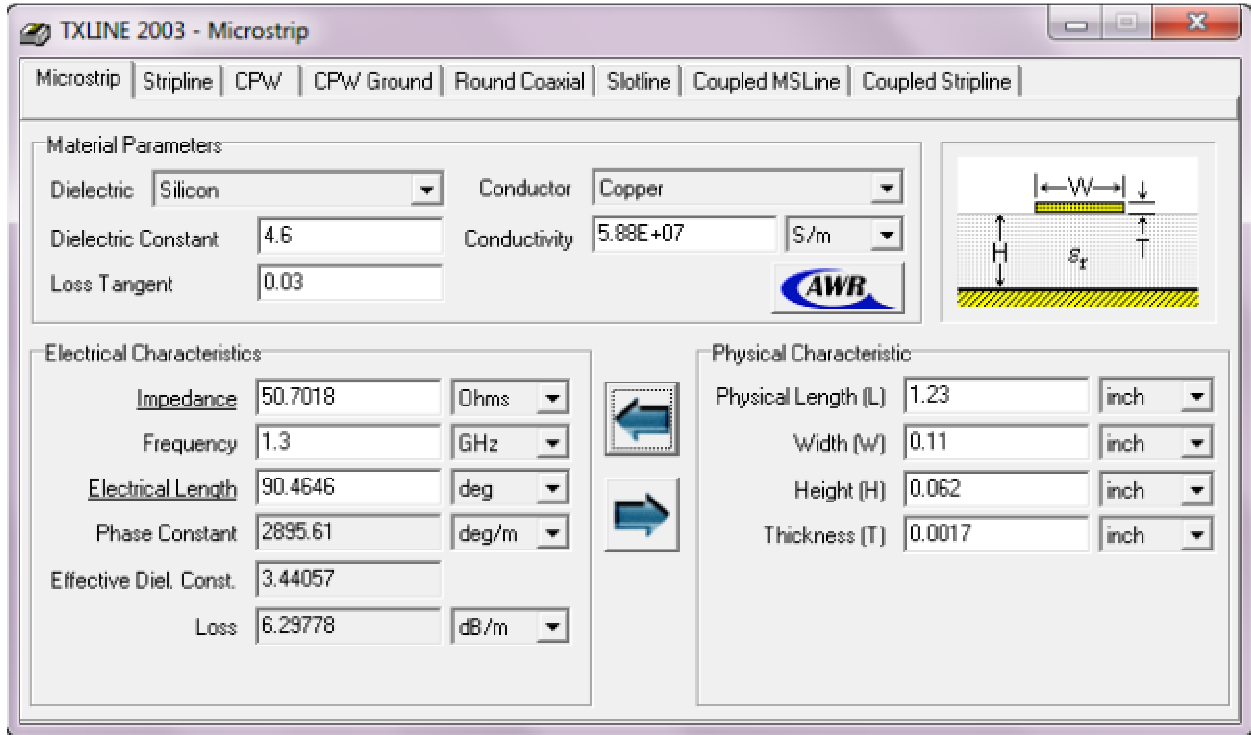 TXLINE 2003 - Microstrip
Microstrip Stripline CPW CPW Ground Round Coaxial Slotline Coupled MSLine Coupled Stripline
Material Parameters
Dielectric Silicon Conductor Copper
Dielectric Constant 4.6 Conductivity 5.88E+07 S/m
Loss Tangent 0.03
AWR
W
H
εr
T
Electrical Characteristics
Impedance 50.7018 Ohms
Frequency 1.3 GHz
Electrical Length 90.4646 deg
Phase Constant 2895.61 deg/m
Effective Diel. Const. 3.44057
Loss 6.29778 dB/m
Physical Characteristic
Physical Length (L) 1.23 inch
Width (W) 0.11 inch
Height (H) 0.062 inch
Thickness (T) 0.0017 inch